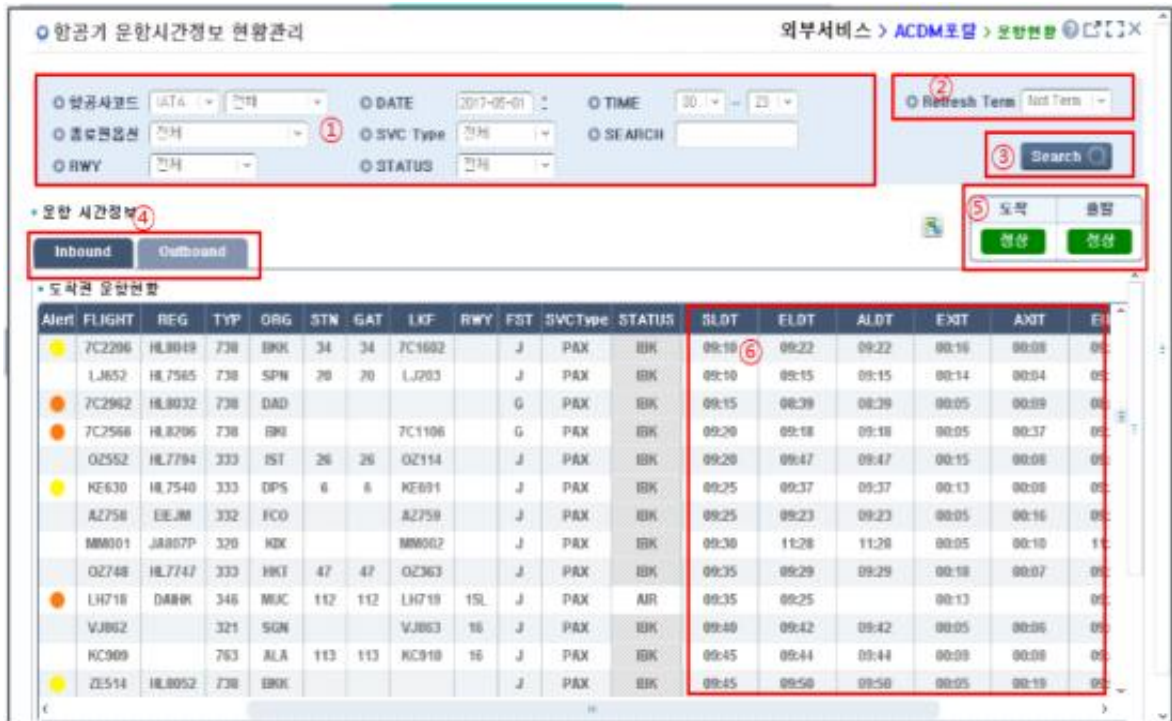 항공기 운항시간정보 현황관리 외부서비스 > ACDM포탈 > 운항현황
항공사코드 IATA 전체 DATE 2017-05-01 TIME 00 ~ 23 ② Refresh Term Not Term
종료편옵션 전체 ① SVC Type 전체 SEARCH
RWY 전체 STATUS 전체 ③ Search
운항 시간정보 ④ ⑤ 도착 출발
Inbound Outbound 정상 정상
도착편 운항현황
Alert FLIGHT REG TYP ORG STN GAT LKF RWY FST SVCType STATUS SLDT ELDT ALDT EXIT AXIT
7C2206 HL8049 738 BKK 34 34 7C1602 J PAX IBK 09:10 ⑥ 09:22 09:22 00:16 00:08
LJ652 HL7565 738 SPN 20 20 LJ203 J PAX IBK 09:10 09:15 09:15 00:14 00:04
7C2962 HL8032 738 DAD G PAX IBK 09:15 08:39 08:39 00:05 00:09
7C2566 HL8206 738 BKI 7C1106 G PAX IBK 09:20 09:18 09:18 00:05 00:37
OZ552 HL7794 333 IST 26 26 OZ114 J PAX IBK 09:20 09:47 09:47 00:15 00:08
KE630 HL7540 333 DPS 6 6 KE691 J PAX IBK 09:25 09:37 09:37 00:13 00:08
AZ758 EIEJM 332 FCO AZ759 J PAX IBK 09:25 09:23 09:23 00:05 00:16
MM001 JA807P 320 KIX MM002 J PAX IBK 09:30 11:28 11:28 00:05 00:10
OZ748 HL7747 333 HKT 47 47 OZ363 J PAX IBK 09:35 09:29 09:29 00:18 00:07
LH718 DAIHK 346 MUC 112 112 LH719 15L J PAX AIR 09:35 09:25 00:13
VJ862 321 SGN VJ863 16 J PAX IBK 09:40 09:42 09:42 00:05 00:06
KC909 763 ALA 113 113 KC910 16 J PAX IBK 09:45 09:44 09:44 00:09 00:08
ZE514 HL8052 738 BKK J PAX IBK 09:45 09:50 09:50 00:05 00:19